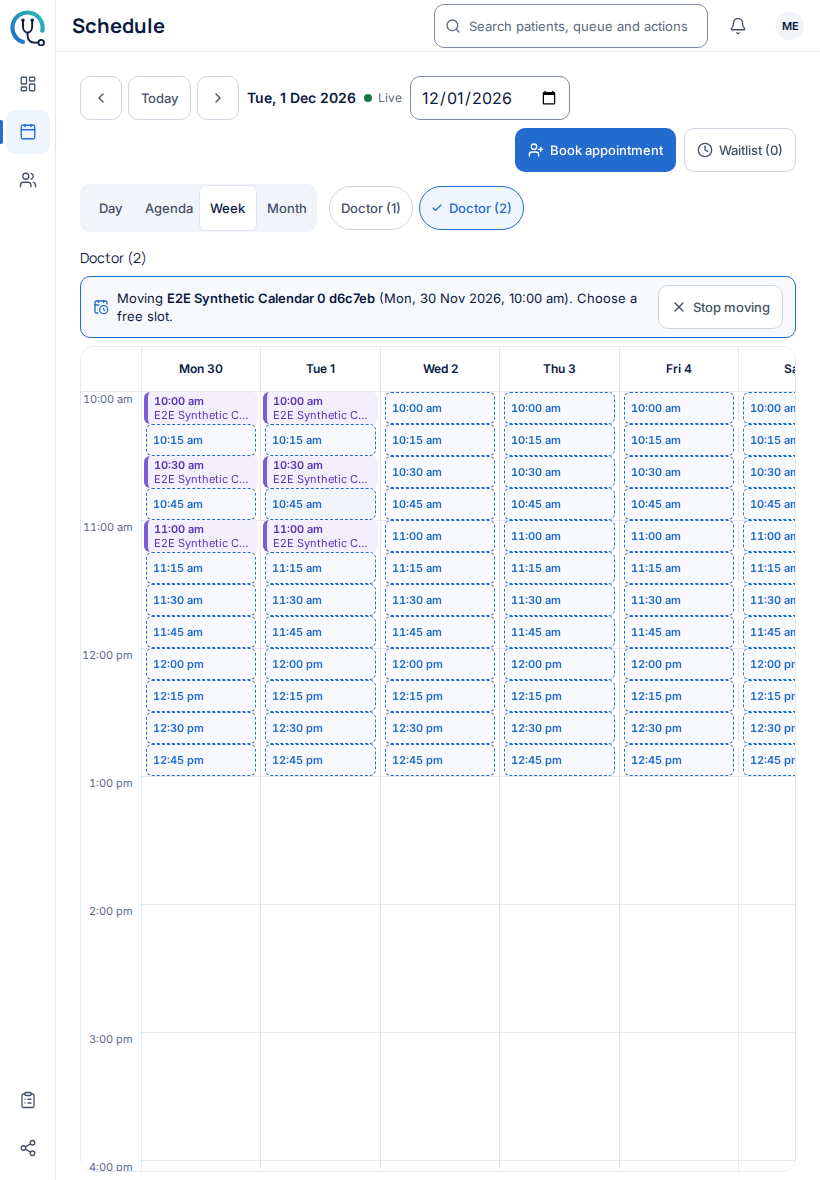 Schedule
Search patients, queue and actions
ME
Today
Tue, 1 Dec 2026
Live
12/01/2026
Book appointment
Waitlist (0)
Day
Agenda
Week
Month
Doctor (1)
Doctor (2)
Doctor (2)
Moving E2E Synthetic Calendar 0 d6c7eb (Mon, 30 Nov 2026, 10:00 am). Choose a
free slot.
Stop moving
Mon 30 Tue 1 Wed 2 Thu 3 Fri 4 Sa
10:00 am
10:00 am 10:00 am 10:00 am 10:00 am 10:00 am 10:00 am
E2E Synthetic C... E2E Synthetic C...
10:15 am 10:15 am 10:15 am 10:15 am 10:15 am 10:15 am
10:30 am 10:30 am 10:30 am 10:30 am 10:30 am 10:30 am
E2E Synthetic C... E2E Synthetic C...
10:45 am 10:45 am 10:45 am 10:45 am 10:45 am 10:45 am
11:00 am
11:00 am 11:00 am 11:00 am 11:00 am 11:00 am 11:00 am
E2E Synthetic C... E2E Synthetic C...
11:15 am 11:15 am 11:15 am 11:15 am 11:15 am 11:15 am
11:30 am 11:30 am 11:30 am 11:30 am 11:30 am 11:30 am
11:45 am 11:45 am 11:45 am 11:45 am 11:45 am 11:45 am
12:00 pm
12:00 pm 12:00 pm 12:00 pm 12:00 pm 12:00 pm 12:00 pm
12:15 pm 12:15 pm 12:15 pm 12:15 pm 12:15 pm 12:15 pm
12:30 pm 12:30 pm 12:30 pm 12:30 pm 12:30 pm 12:30 pm
12:45 pm 12:45 pm 12:45 pm 12:45 pm 12:45 pm 12:45 pm
1:00 pm
2:00 pm
3:00 pm
4:00 pm